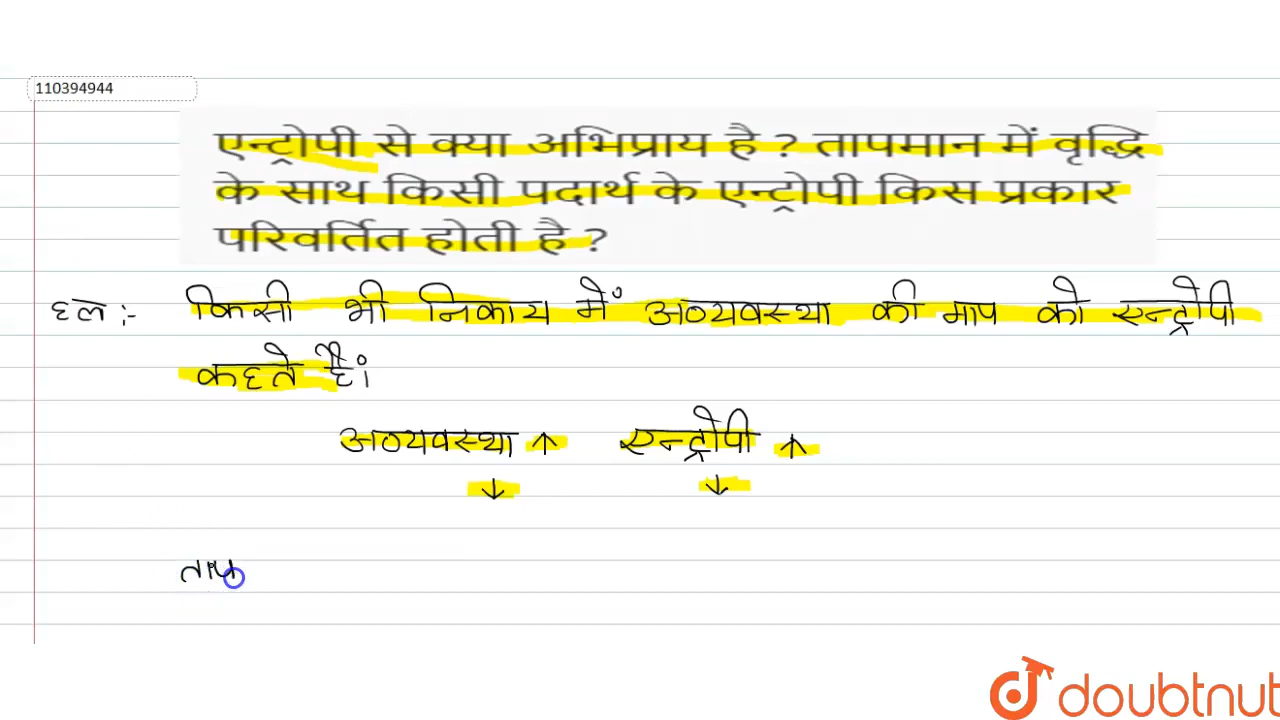 110394944
एन्ट्रोपी से क्या अभिप्राय है ? तापमान में वृद्धि
के साथ किसी पदार्थ के एन्ट्रोपी किस प्रकार
परिवर्तित होती है ?
हल :- किसी भी निकाय में अव्यवस्था की माप को एन्ट्रोपी
कहते हैं।
अव्यवस्था ↑ एन्ट्रोपी ↑
↓ ↓
ताप
doubtnut